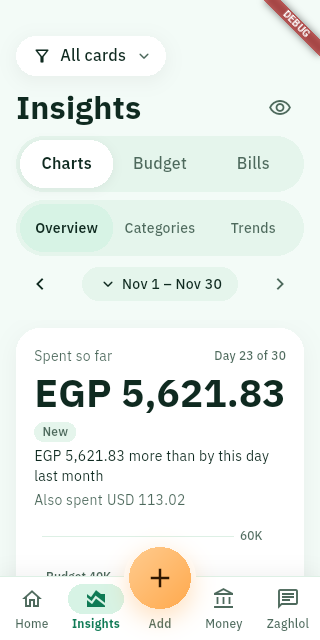 DEBUG
All cards
Insights
Charts
Budget
Bills
Overview
Categories
Trends
Nov 1 – Nov 30
Spent so far
Day 23 of 30
EGP 5,621.83
New
EGP 5,621.83 more than by this day
last month
Also spent USD 113.02
60K
Budget 40K
Home
Insights
Add
Money
Zaghlol